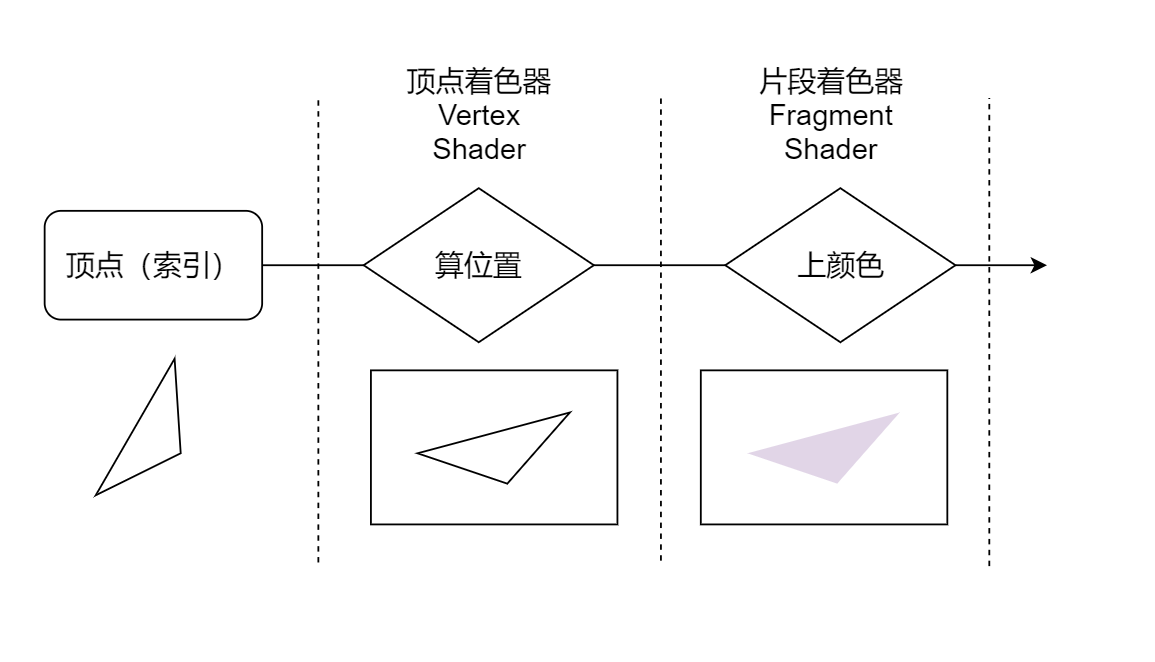 顶点着色器
Vertex
Shader
片段着色器
Fragment
Shader
顶点（索引）
算位置
上颜色